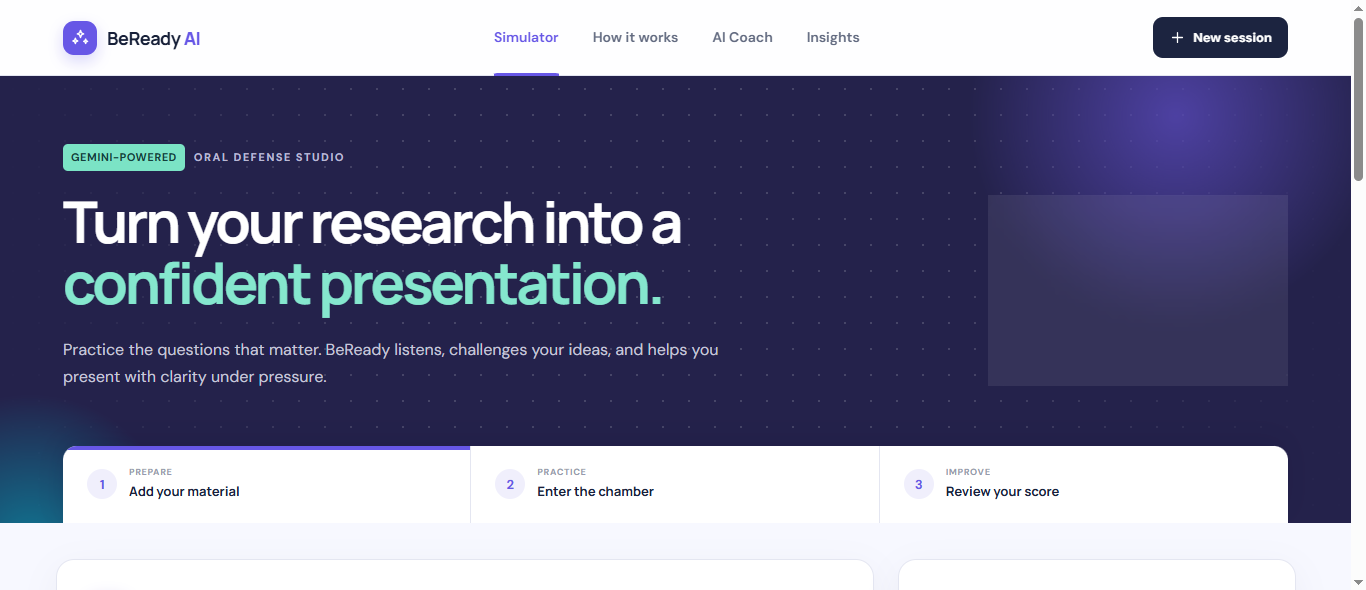 BeReady AI
Simulator
How it works
AI Coach
Insights
+ New session
GEMINI-POWERED
ORAL DEFENSE STUDIO
Turn your research into a
confident presentation.
Practice the questions that matter. BeReady listens, challenges your ideas, and helps you
present with clarity under pressure.
1
PREPARE
Add your material
2
PRACTICE
Enter the chamber
3
IMPROVE
Review your score